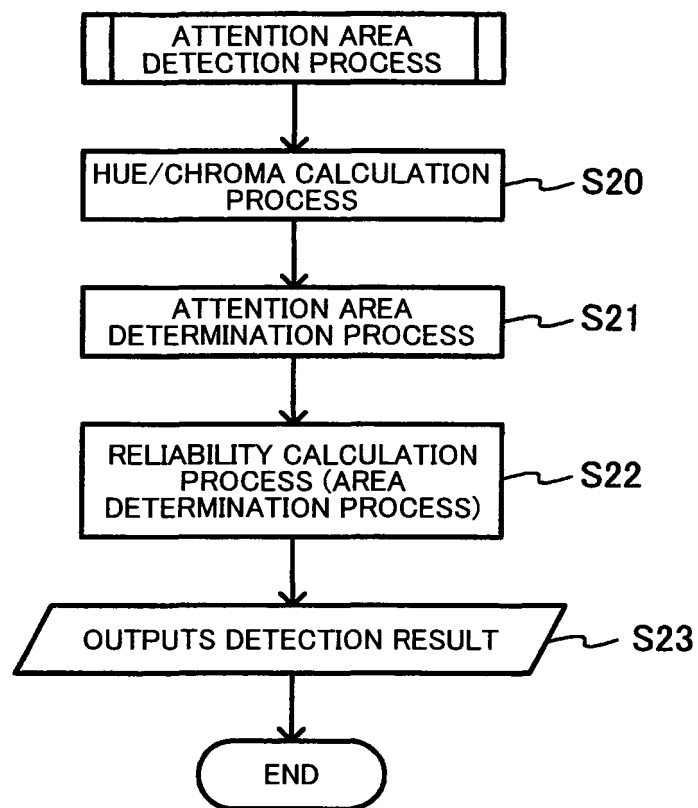 ATTENTION AREA
DETECTION PROCESS
HUE/CHROMA CALCULATION
PROCESS
S20
ATTENTION AREA
DETERMINATION PROCESS
S21
RELIABILITY CALCULATION
PROCESS (AREA
DETERMINATION PROCESS)
S22
OUTPUTS DETECTION RESULT
S23
END